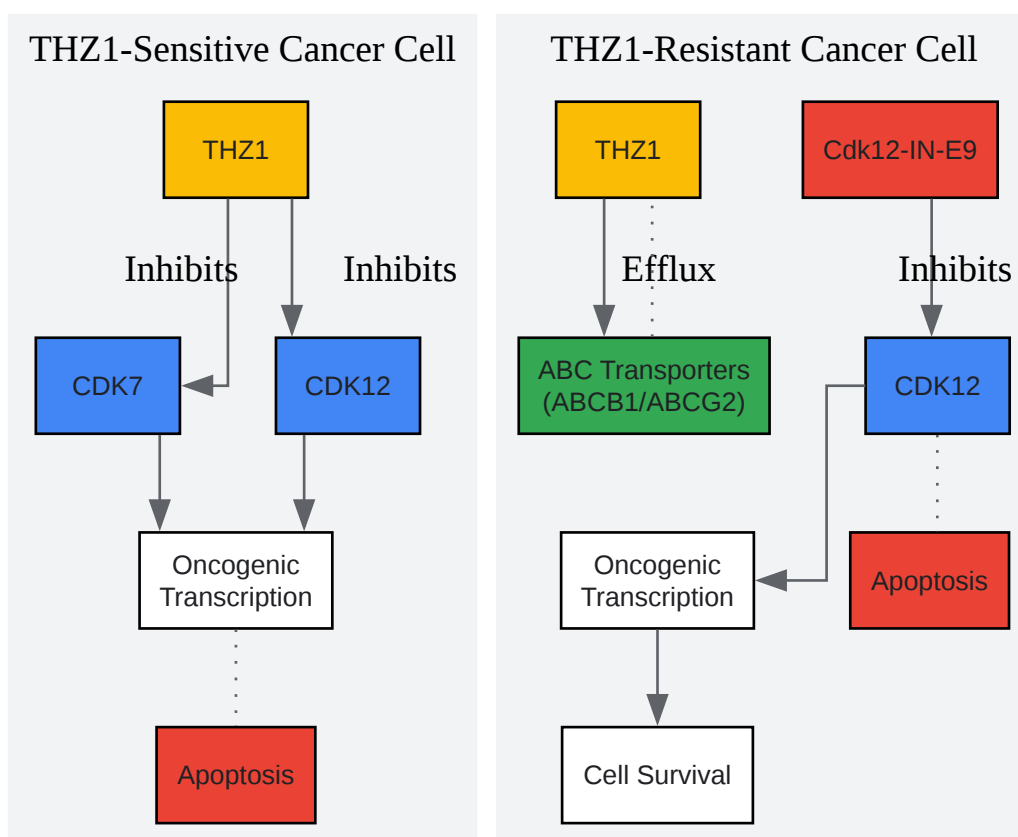 THZ1-Sensitive Cancer Cell
THZ1
Inhibits
Inhibits
CDK7
CDK12
Oncogenic
Transcription
Apoptosis
THZ1-Resistant Cancer Cell
THZ1
Cdk12-IN-E9
Efflux
Inhibits
ABC Transporters
(ABCB1/ABCG2)
CDK12
Oncogenic
Transcription
Apoptosis
Cell Survival